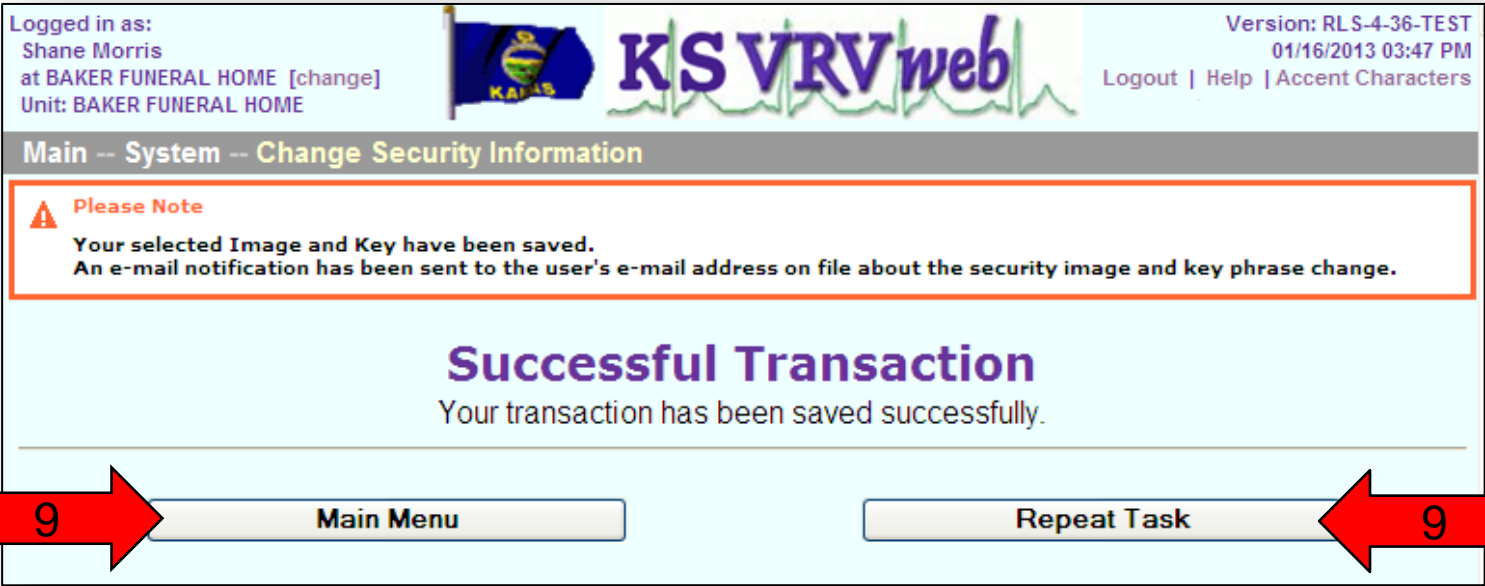 Logged in as:
Shane Morris
at BAKER FUNERAL HOME [change]
Unit: BAKER FUNERAL HOME
KANSAS
KS VRVweb
Version: RLS-4-36-TEST
01/16/2013 03:47 PM
Logout | Help | Accent Characters
Main -- System -- Change Security Information
Please Note
Your selected Image and Key have been saved.
An e-mail notification has been sent to the user's e-mail address on file about the security image and key phrase change.
Successful Transaction
Your transaction has been saved successfully.
9 Main Menu Repeat Task 9